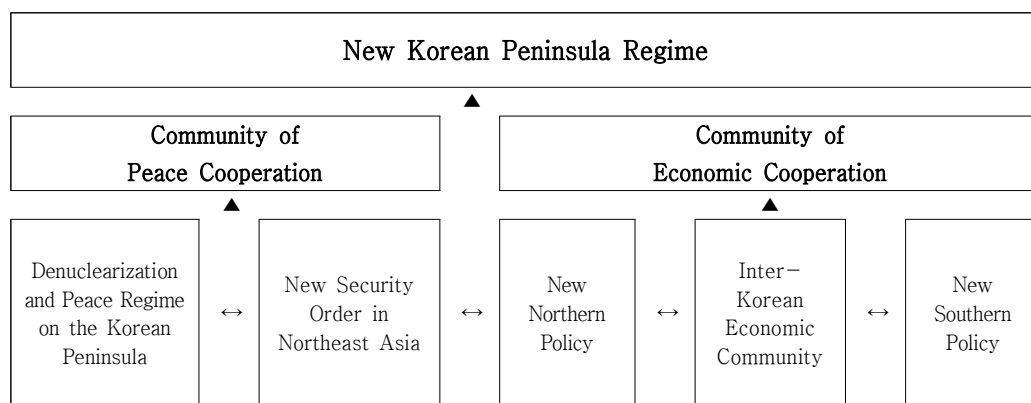 New Korean Peninsula Regime
▲
Community of
Peace Cooperation
Community of
Economic Cooperation
▲
▲
Denuclearization
and Peace Regime
on the Korean
Peninsula
↔
New Security
Order in
Northeast Asia
↔
New
Northern
Policy
↔
Inter-
Korean
Economic
Community
↔
New
Southern
Policy